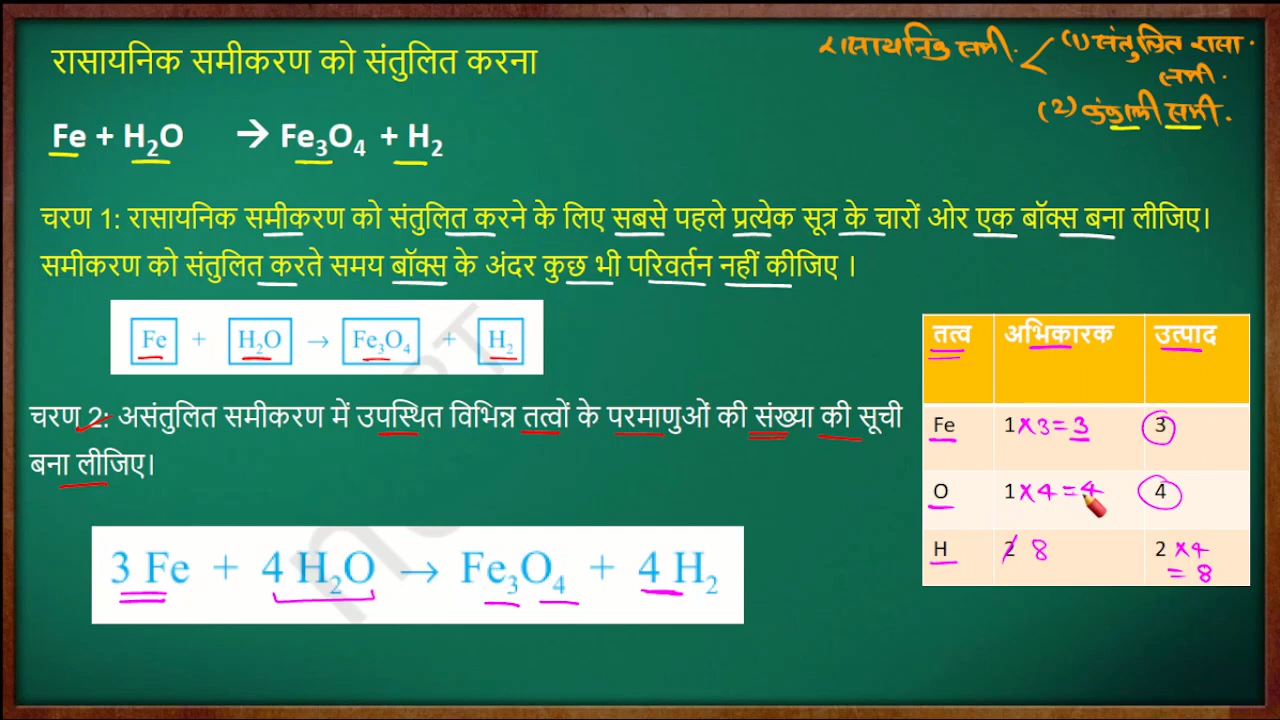 रासायनिक समीकरण को संतुलित करना
रासायनिक समी. < (1) संतुलित रासा.
समी.
(2) कंकाली समी.
Fe + H₂O → Fe₃O₄ + H₂
चरण 1: रासायनिक समीकरण को संतुलित करने के लिए सबसे पहले प्रत्येक सूत्र के चारों ओर एक बॉक्स बना लीजिए।
समीकरण को संतुलित करते समय बॉक्स के अंदर कुछ भी परिवर्तन नहीं कीजिए ।
Fe + H₂O → Fe₃O₄ + H₂
चरण 2: असंतुलित समीकरण में उपस्थित विभिन्न तत्वों के परमाणुओं की संख्या की सूची
बना लीजिए।
3 Fe + 4 H₂O → Fe₃O₄ + 4 H₂
तत्व अभिकारक उत्पाद
Fe 1 × 3 = 3 3
O 1 × 4 = 4 4
H 2 8 2 × 4
= 8